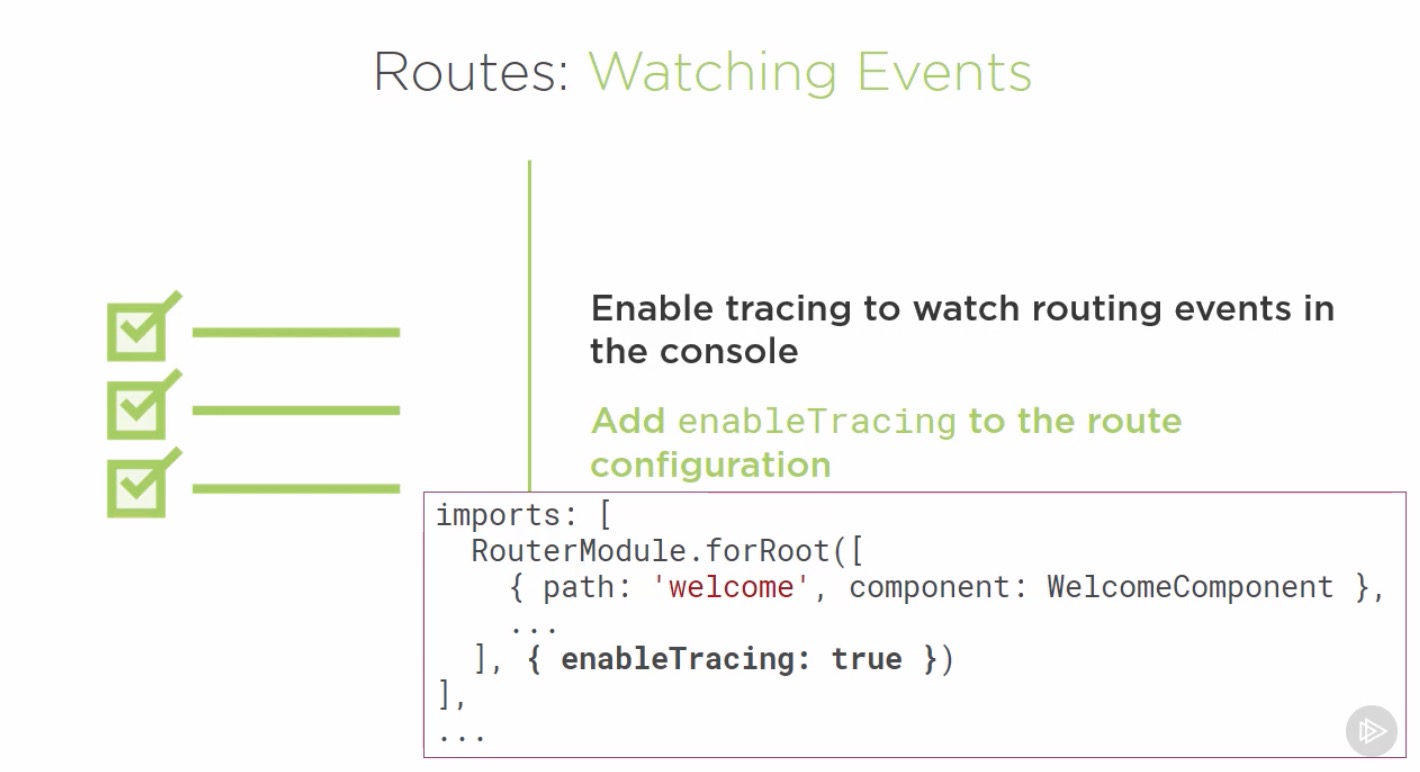 Routes: Watching Events
Enable tracing to watch routing events in
the console
Add enableTracing to the route
configuration
imports: [
RouterModule.forRoot([
{ path: 'welcome', component: WelcomeComponent },
...
], { enableTracing: true })
],
...